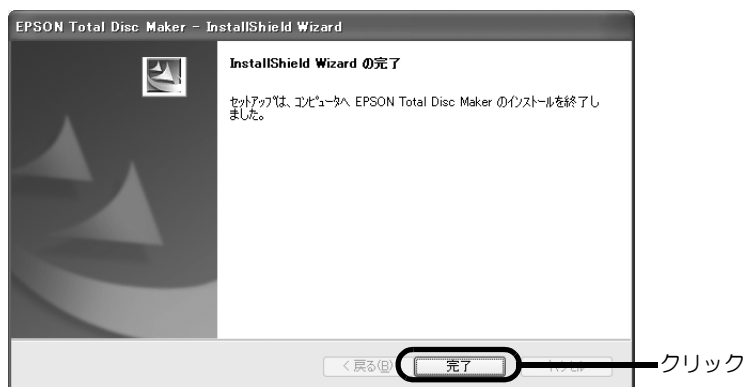 EPSON Total Disc Maker - InstallShield Wizard
InstallShield Wizard の完了
セットアップは、コンピュータへ EPSON Total Disc Maker のインストールを終了し
ました。
< 戻る(B)
完了
クリック